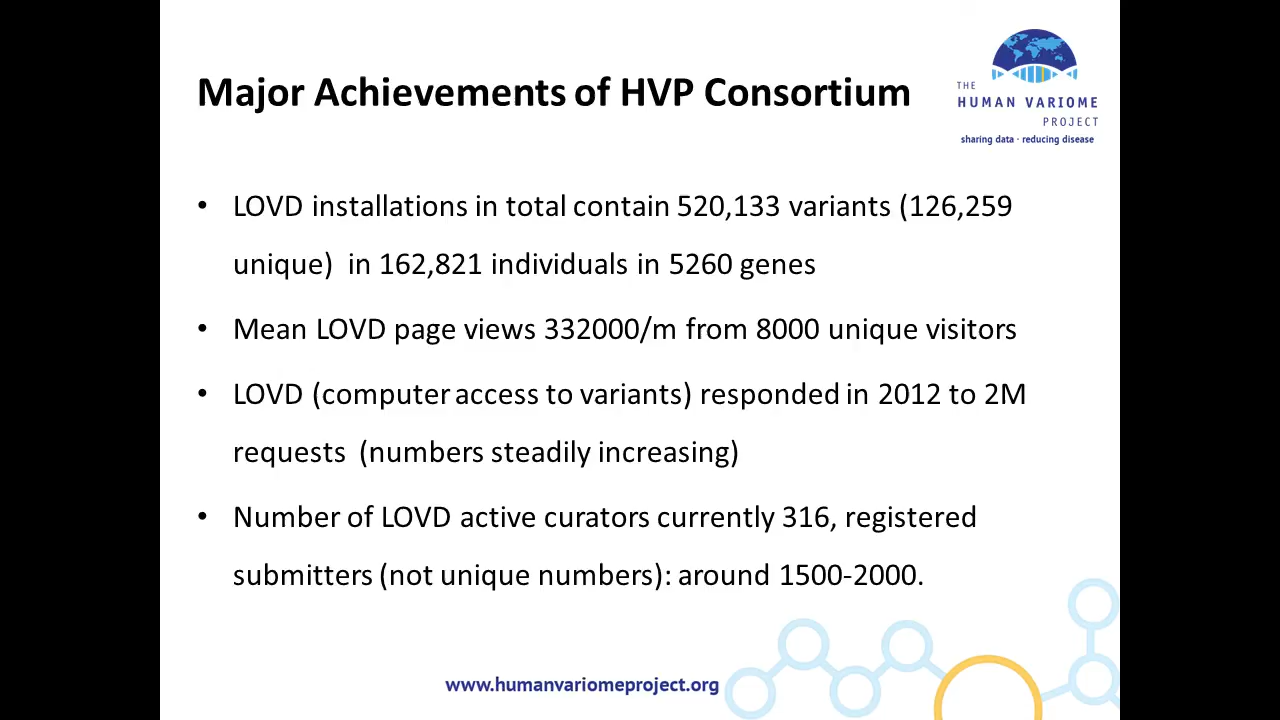 Major Achievements of HVP Consortium
THE
HUMAN VARIOME
PROJECT
sharing data · reducing disease
• LOVD installations in total contain 520,133 variants (126,259
unique)  in 162,821 individuals in 5260 genes
• Mean LOVD page views 332000/m from 8000 unique visitors
• LOVD (computer access to variants) responded in 2012 to 2M
requests  (numbers steadily increasing)
• Number of LOVD active curators currently 316, registered
submitters (not unique numbers): around 1500-2000.
www.humanvariomeproject.org